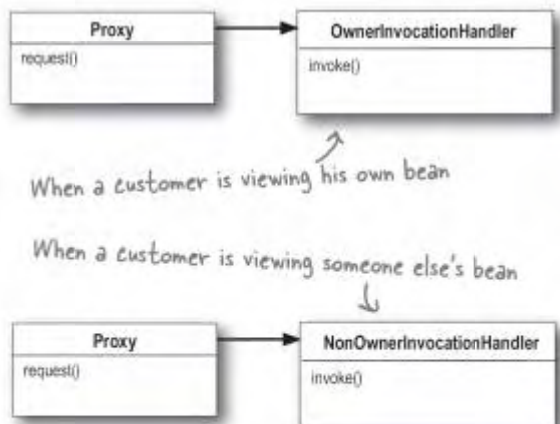 Proxy
request()
OwnerInvocationHandler
invoke()
When a customer is viewing his own bean
When a customer is viewing someone else's bean
Proxy
request()
NonOwnerInvocationHandler
invoke()